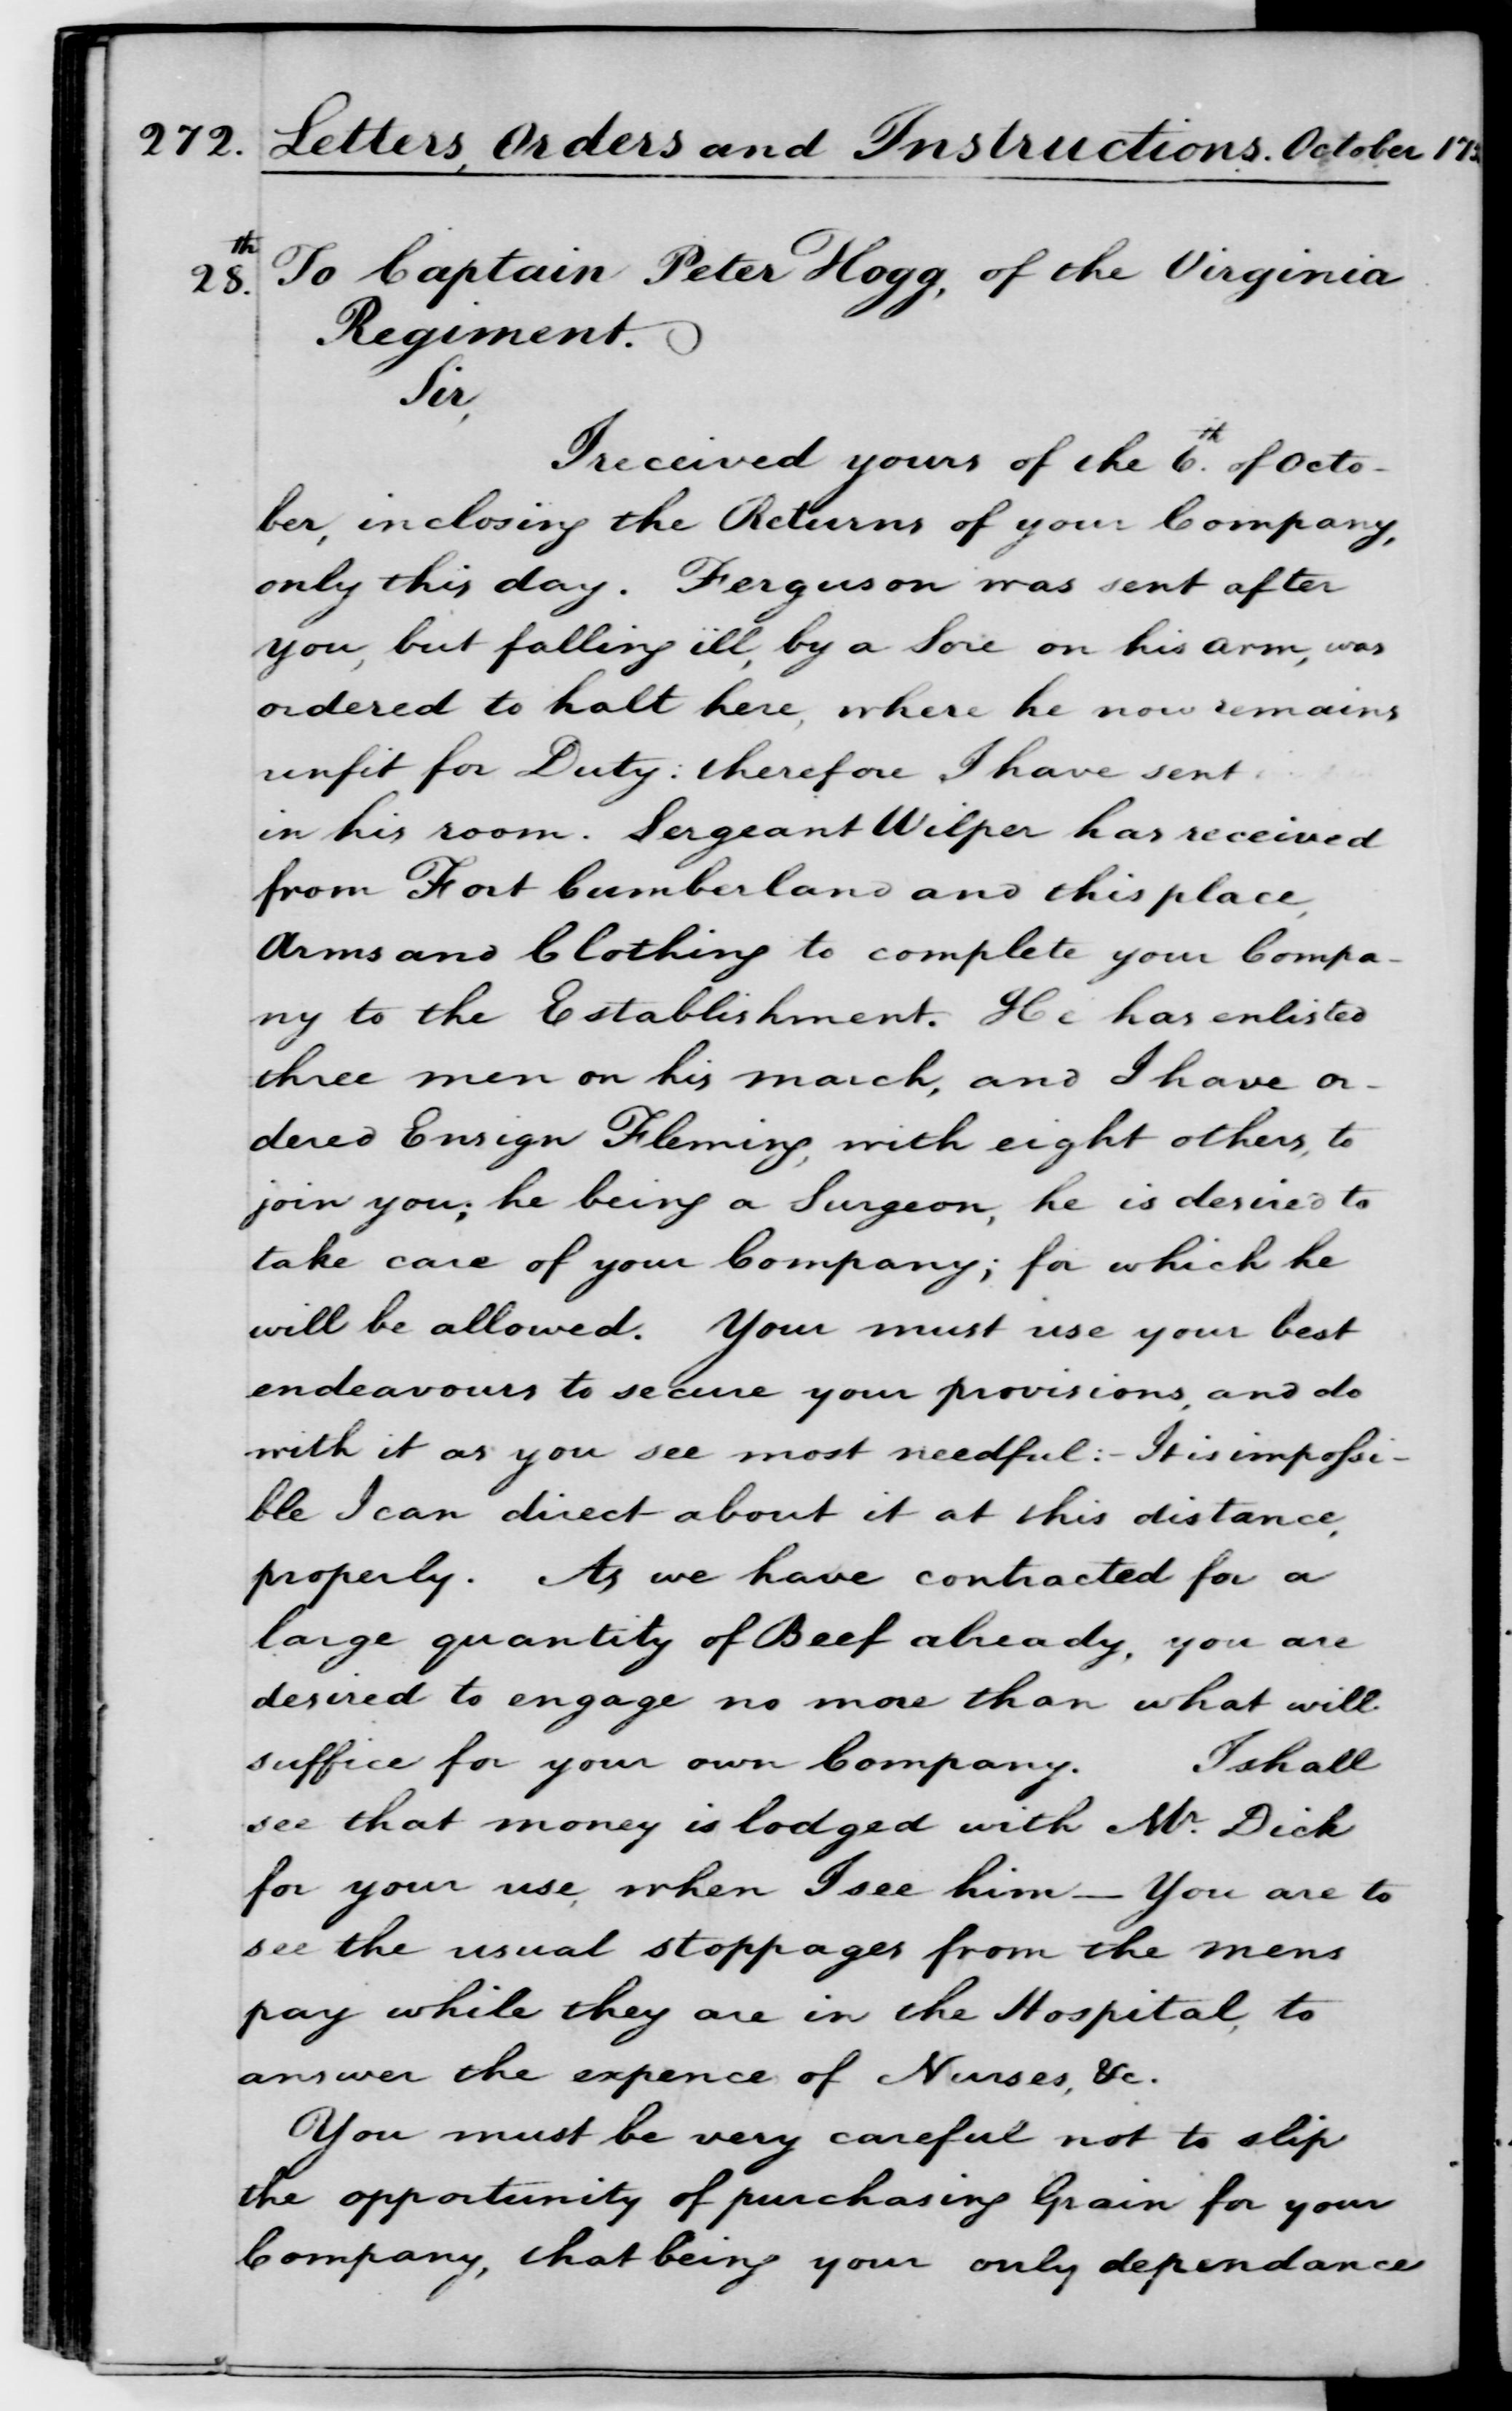 272. Letters, Orders and Instructions. October 175
28.th To Captain Peter Hogg, of the Virginia
Regiment.
Sir,
I received yours of the 6.th of Octo-
ber, inclosing the Returns of your Company,
only this day. Ferguson was sent after
you, but falling ill, by a Sore on his arm, was
ordered to halt here, where he now remains
unfit for Duty: therefore I have sent
in his room. Sergeant Wilper has received
from Fort Cumberland and this place,
Arms and Clothing to complete your Compa-
ny to the Establishment. He has enlisted
three men on his march, and I have or-
dered Ensign Fleming, with eight others, to
join you; he being a Surgeon, he is desired to
take care of your Company; for which he
will be allowed. Your must use your best
endeavours to secure your provisions, and do
with it as you see most needful:- It is impossi-
ble I can direct about it at this distance,
properly. As we have contracted for a
large quantity of Beef already, you are
desired to engage no more than what will
suffice for your own Company. I shall
see that money is lodged with Mr. Dick
for your use, when I see him — You are to
see the usual stoppages from the mens
pay while they are in the Hospital, to
answer the expence of Nurses, &c.
You must be very careful not to slip
the opportunity of purchasing Grain for your
Company, that being your only dependance